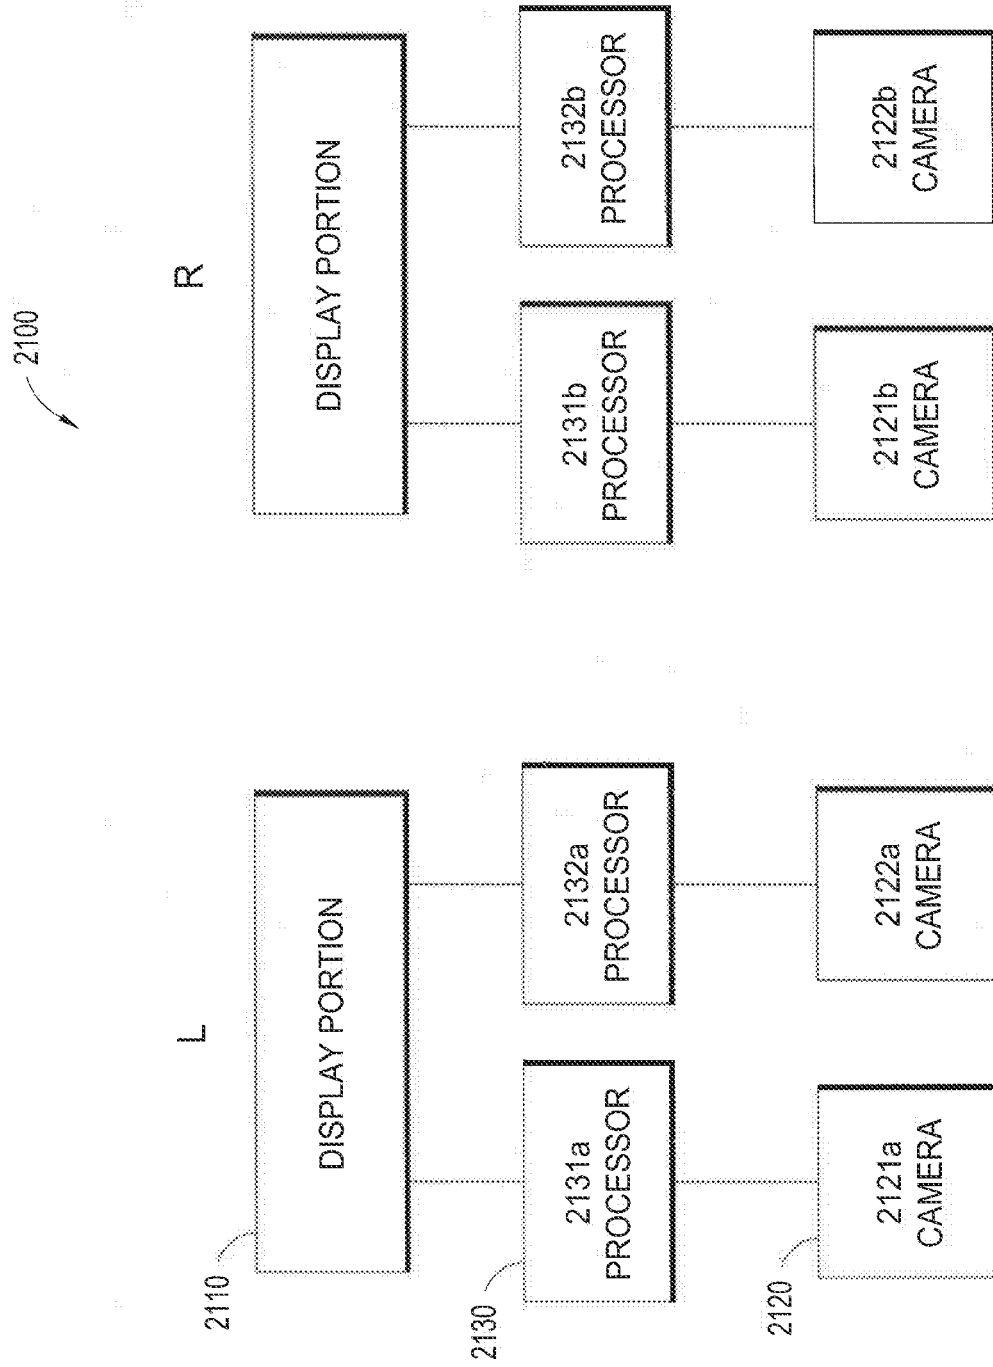 2100
L
R
2110
DISPLAY PORTION
DISPLAY PORTION
2130
2131a
PROCESSOR
2132a
PROCESSOR
2131b
PROCESSOR
2132b
PROCESSOR
2120
2121a
CAMERA
2122a
CAMERA
2121b
CAMERA
2122b
CAMERA